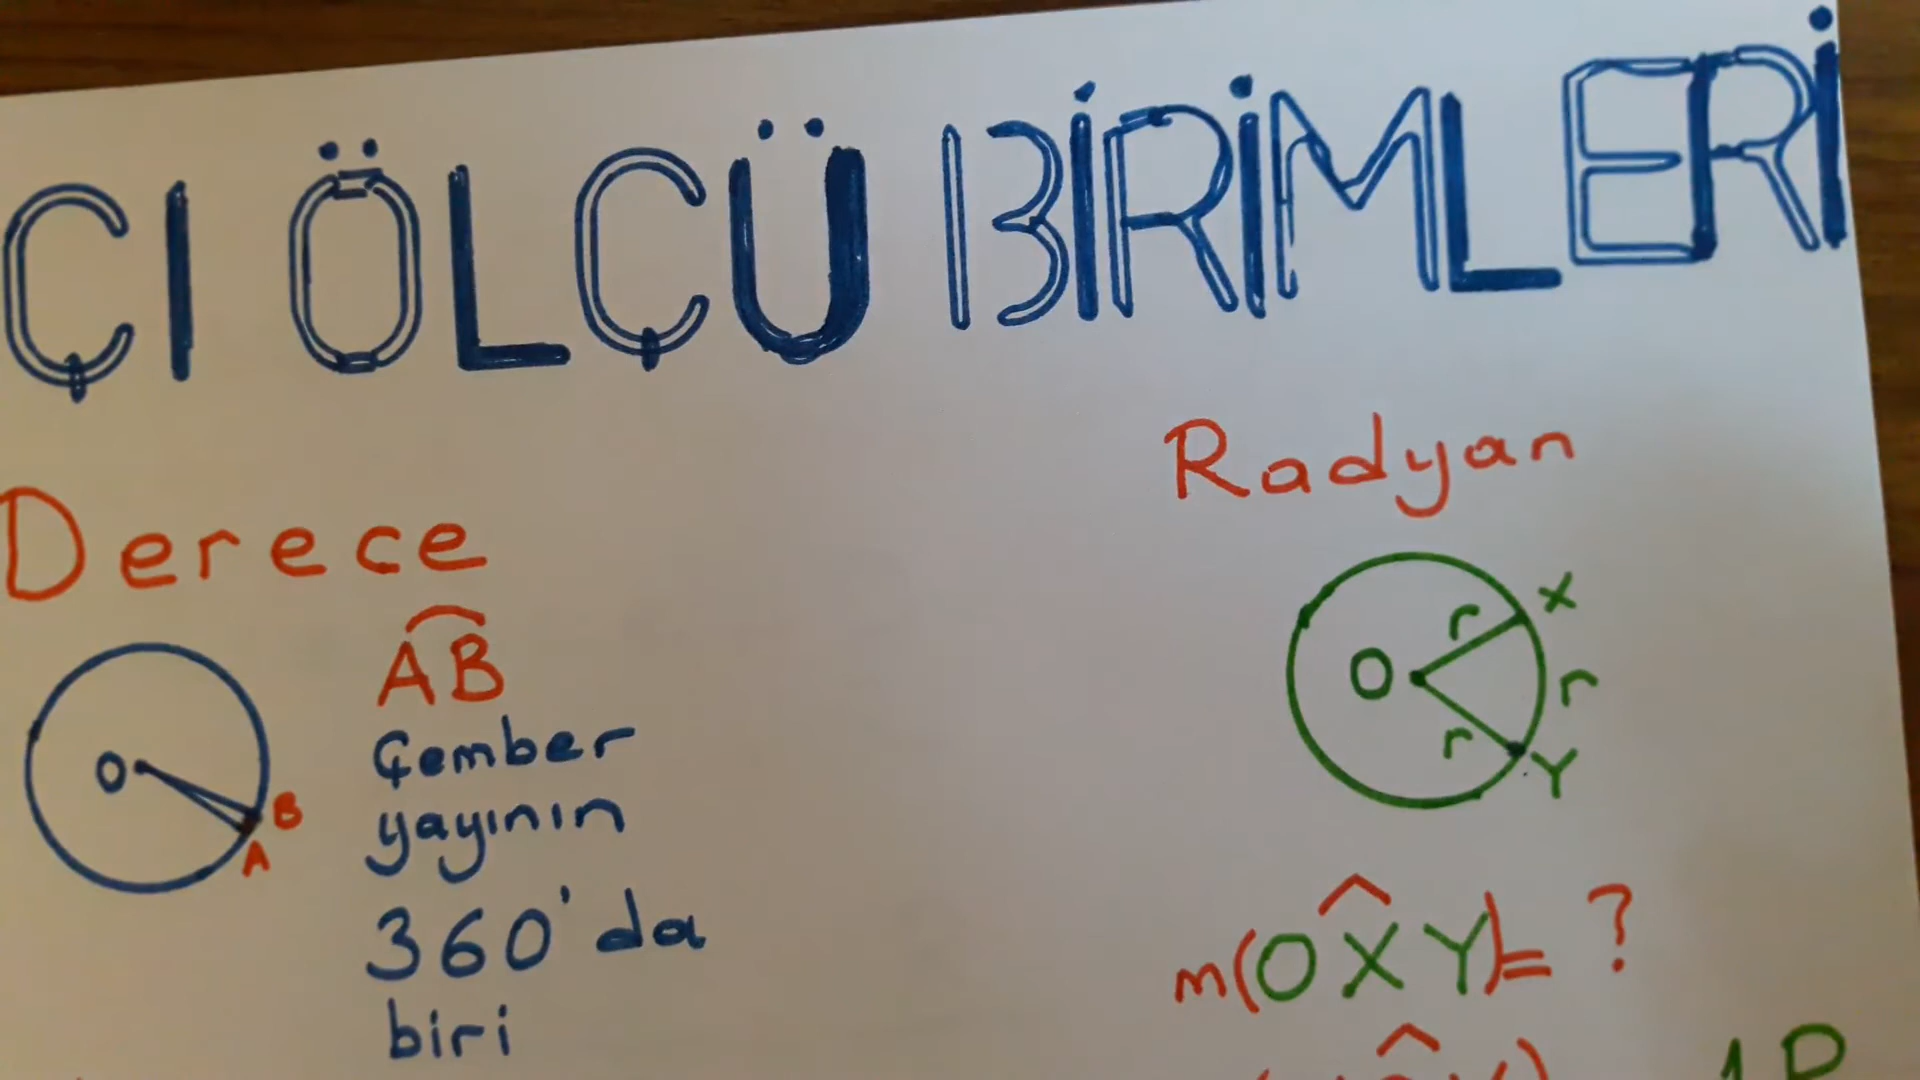 ÇI ÖLÇÜ BİRİMLERİ
Derece
AB
Çember
yayının
360'da
biri
O
B
A
Radyan
O
r
X
r
r
Y
m(OXY)= ?